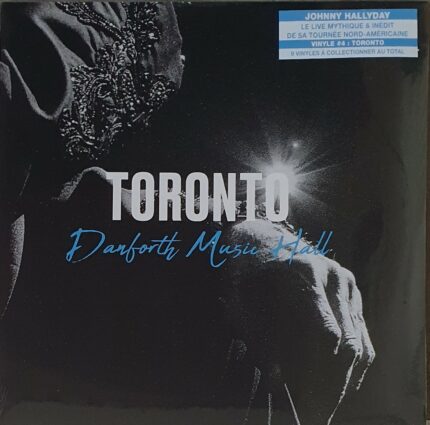 JOHNNY HALLYDAY
LE LIVE MYTHIQUE & INÉDIT
DE SA TOURNÉE NORD-AMÉRICAINE
VINYLE #4 : TORONTO
9 VINYLES À COLLECTIONNER AU TOTAL
TORONTO
Danforth Music Hall